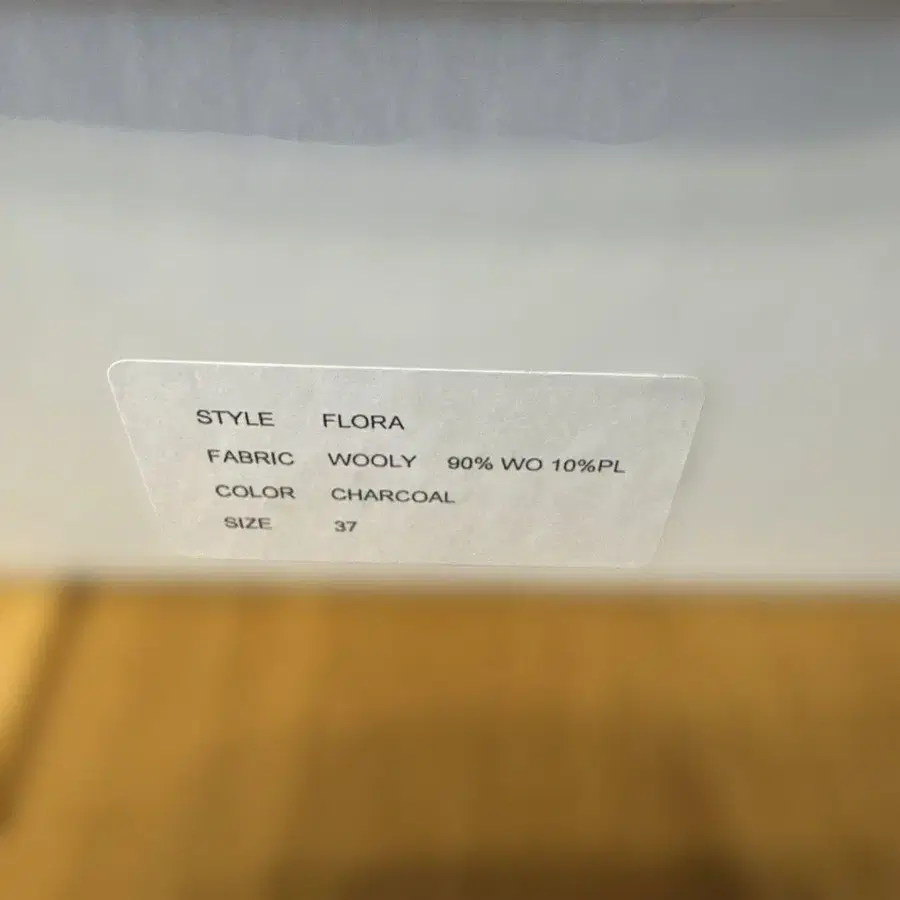 STYLE FLORA
FABRIC WOOLY 90% WO 10%PL
COLOR CHARCOAL
SIZE 37